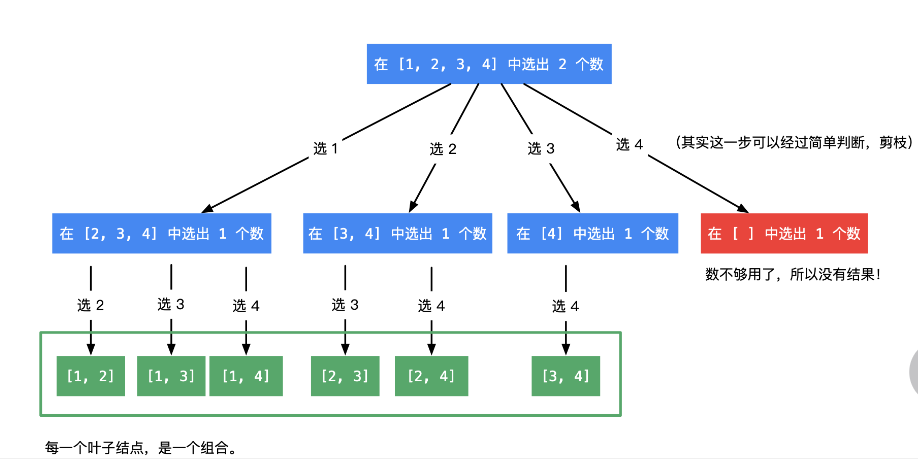 在 [1, 2, 3, 4] 中选出 2 个数
选 1
选 2
选 3
选 4
(其实这一步可以经过简单判断，剪枝)
在 [2, 3, 4] 中选出 1 个数
在 [3, 4] 中选出 1 个数
在 [4] 中选出 1 个数
在 [ ] 中选出 1 个数
数不够用了，所以没有结果！
选 2
选 3
选 4
选 3
选 4
选 4
[1, 2]
[1, 3]
[1, 4]
[2, 3]
[2, 4]
[3, 4]
每一个叶子结点，是一个组合。